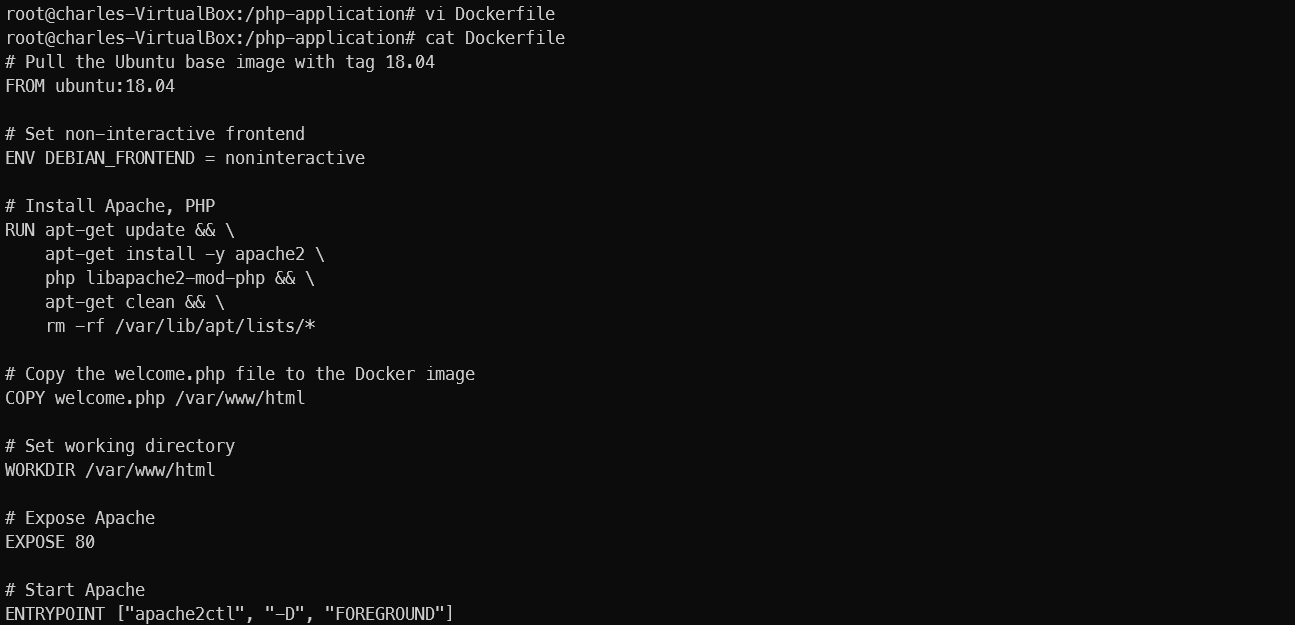 root@charles-VirtualBox:/php-application# vi Dockerfile
root@charles-VirtualBox:/php-application# cat Dockerfile
# Pull the Ubuntu base image with tag 18.04
FROM ubuntu:18.04

# Set non-interactive frontend
ENV DEBIAN_FRONTEND = noninteractive

# Install Apache, PHP
RUN apt-get update && \
    apt-get install -y apache2 \
    php libapache2-mod-php && \
    apt-get clean && \
    rm -rf /var/lib/apt/lists/*

# Copy the welcome.php file to the Docker image
COPY welcome.php /var/www/html

# Set working directory
WORKDIR /var/www/html

# Expose Apache
EXPOSE 80

# Start Apache
ENTRYPOINT ["apache2ctl", "-D", "FOREGROUND"]